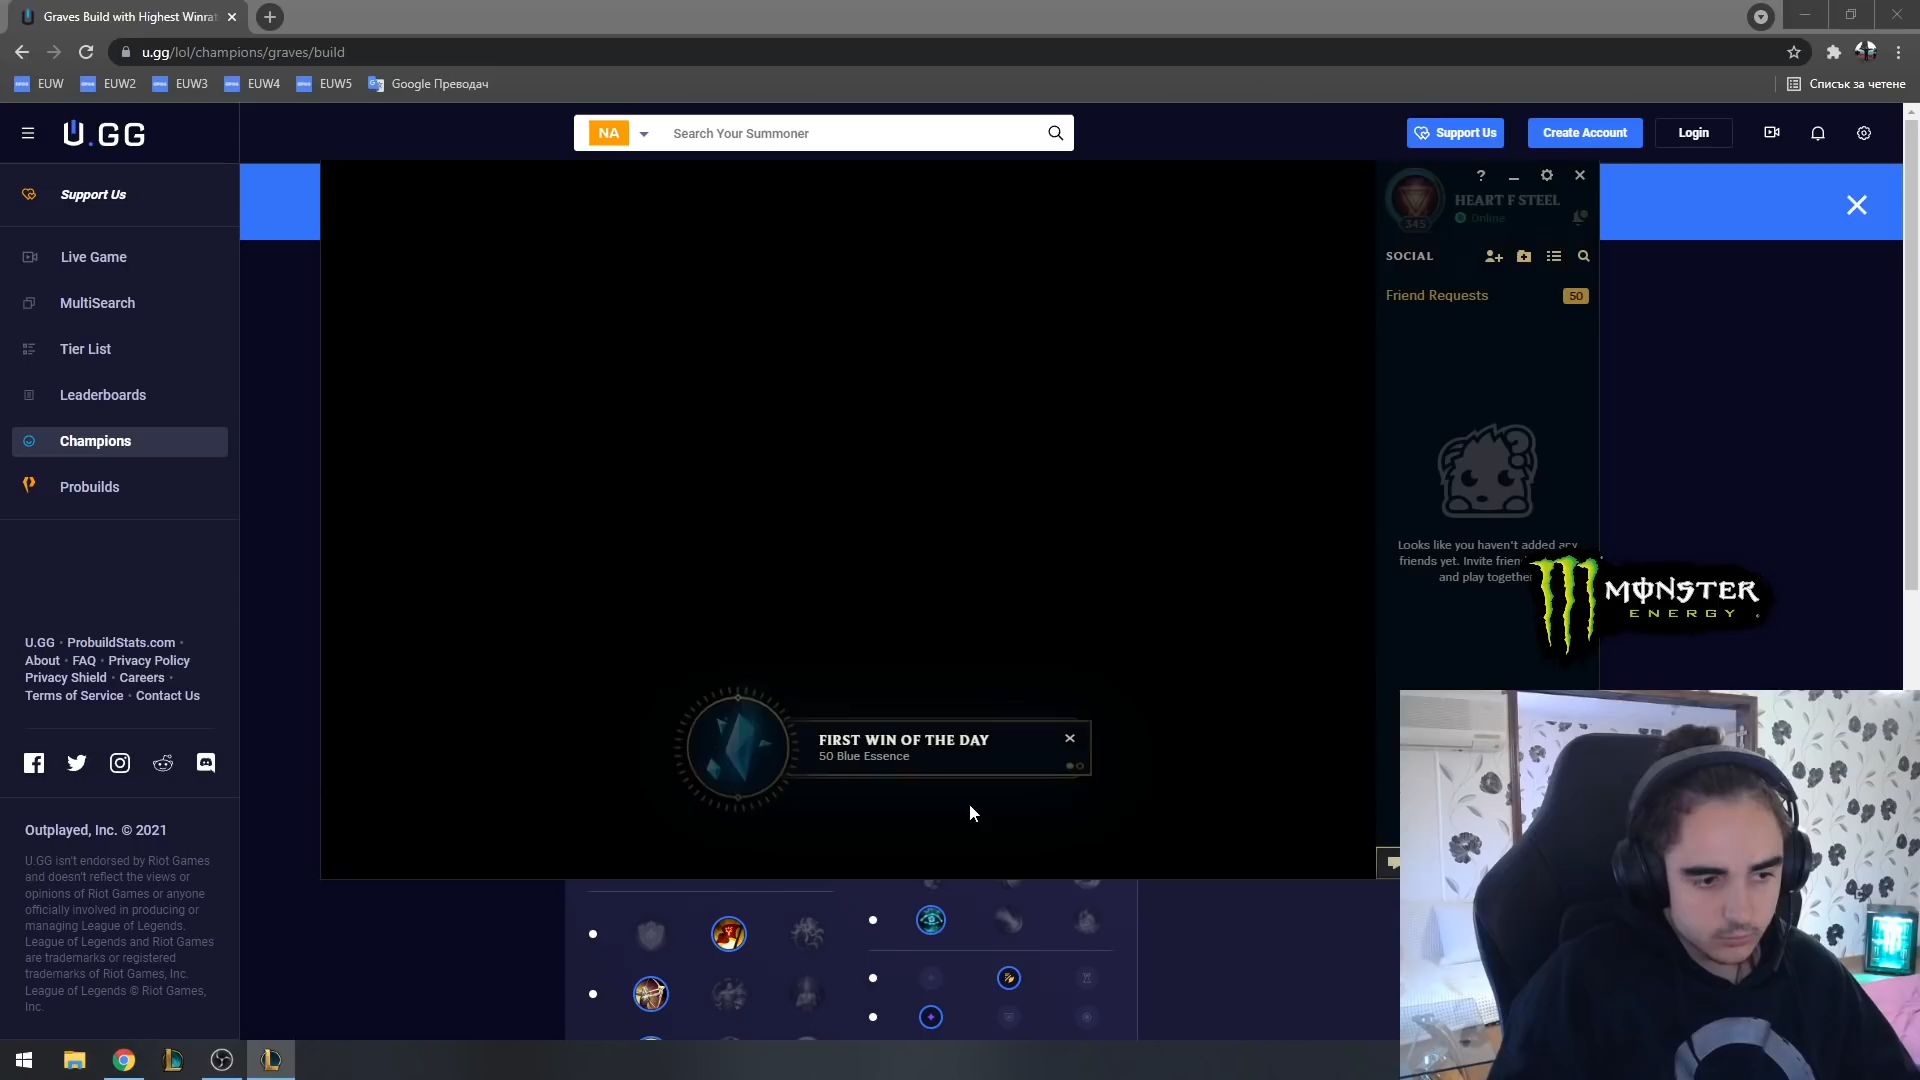 Graves Build with Highest Winrat
u.gg/lol/champions/graves/build
EUW
EUW2
EUW3
EUW4
EUW5
Google Преводач
Списък за четене
U.GG
NA
Search Your Summoner
Support Us
Create Account
Login
Support Us
Live Game
MultiSearch
Tier List
Leaderboards
Champions
Probuilds
U.GG • ProbuildStats.com •
About • FAQ • Privacy Policy
Privacy Shield • Careers •
Terms of Service • Contact Us
Outplayed, Inc. © 2021
U.GG isn't endorsed by Riot Games
and doesn't reflect the views or
opinions of Riot Games or anyone
officially involved in producing or
managing League of Legends.
League of Legends and Riot Games
are trademarks or registered
trademarks of Riot Games, Inc.
League of Legends © Riot Games,
Inc.
?
HEART F STEEL
345
Online
SOCIAL
Friend Requests
50
Looks like you haven't added any
friends yet. Invite frien
and play together
MONSTER
ENERGY
FIRST WIN OF THE DAY
50 Blue Essence